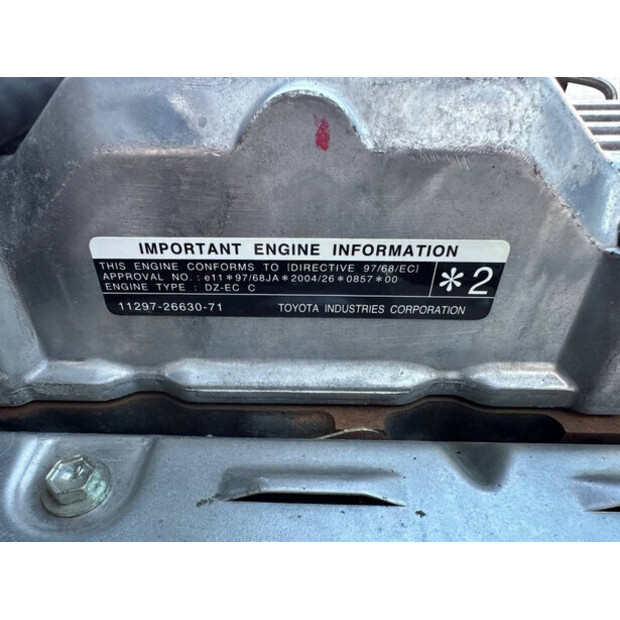 IMPORTANT ENGINE INFORMATION
THIS ENGINE CONFORMS TO [DIRECTIVE 97/68/EC]
APPROVAL NO. : e11*97/68JA*2004/26*0857*00
ENGINE TYPE : DZ-EC C
*2
11297-26630-71 TOYOTA INDUSTRIES CORPORATION